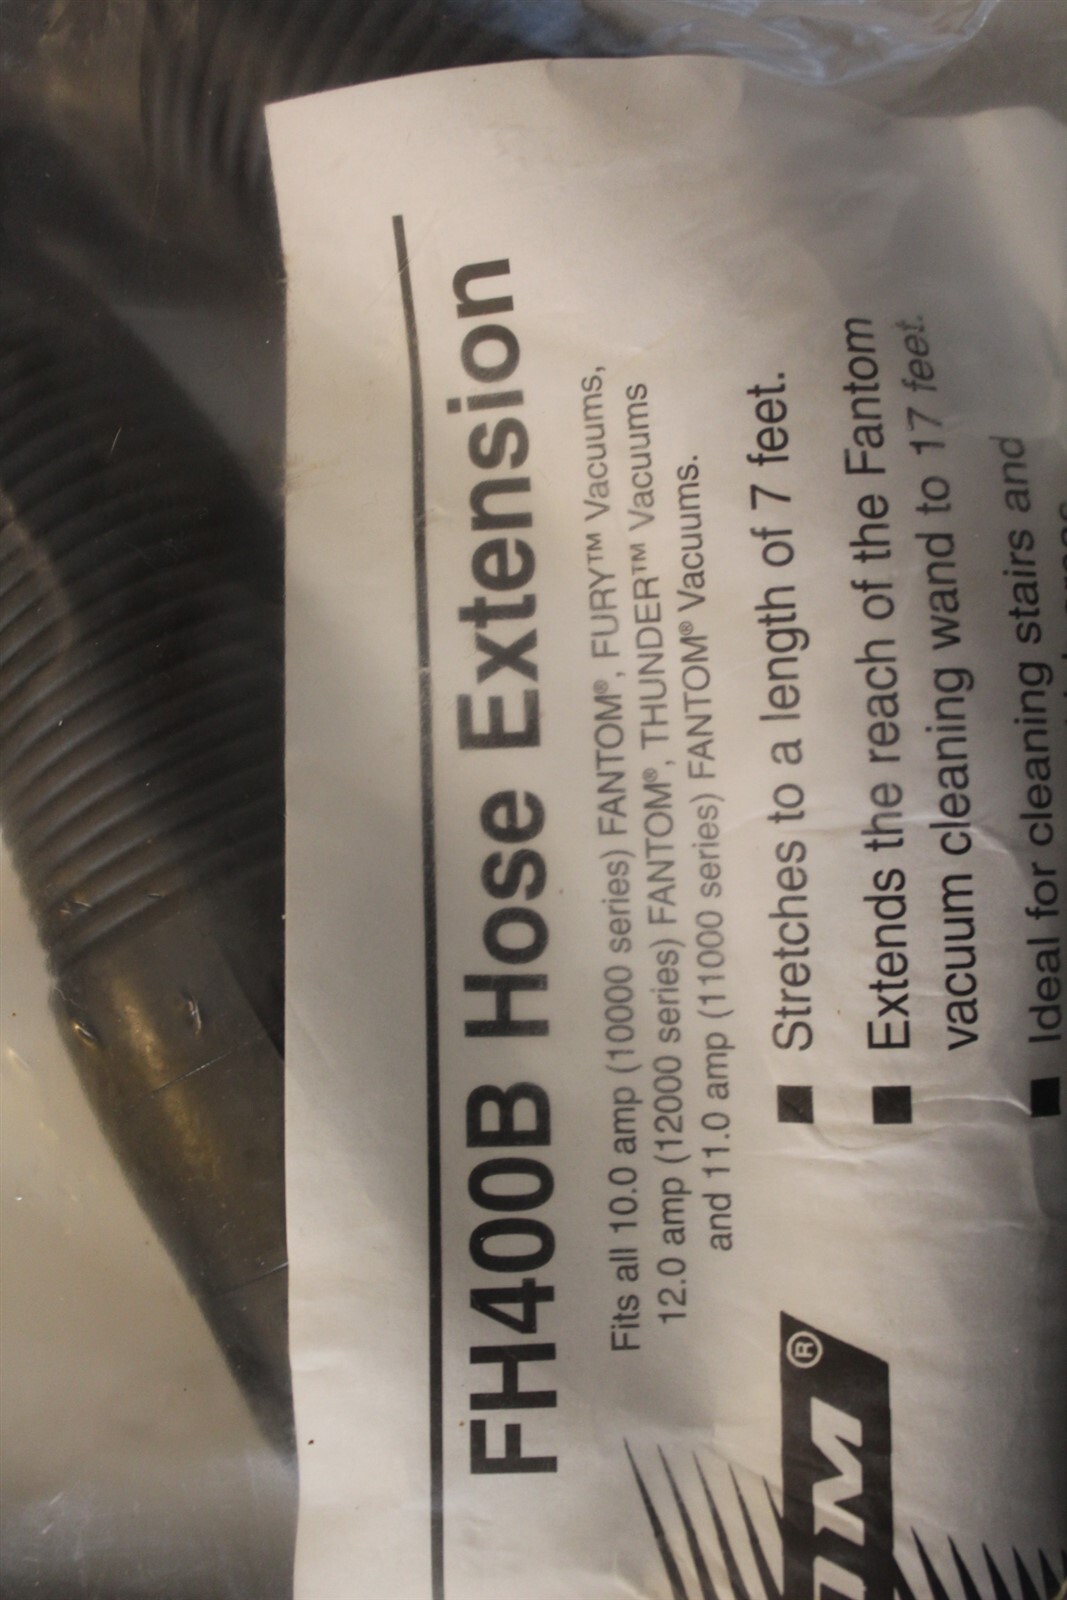 FH400B Hose Extension
Fits all 10.0 amp (10000 series) FANTOM®, FURY™ Vacuums,
12.0 amp (12000 series) FANTOM®, THUNDER™ Vacuums
and 11.0 amp (11000 series) FANTOM® Vacuums.
■ Stretches to a length of 7 feet.
■ Extends the reach of the Fantom
vacuum cleaning wand to 17 feet.
■ Ideal for cleaning stairs and
OM®